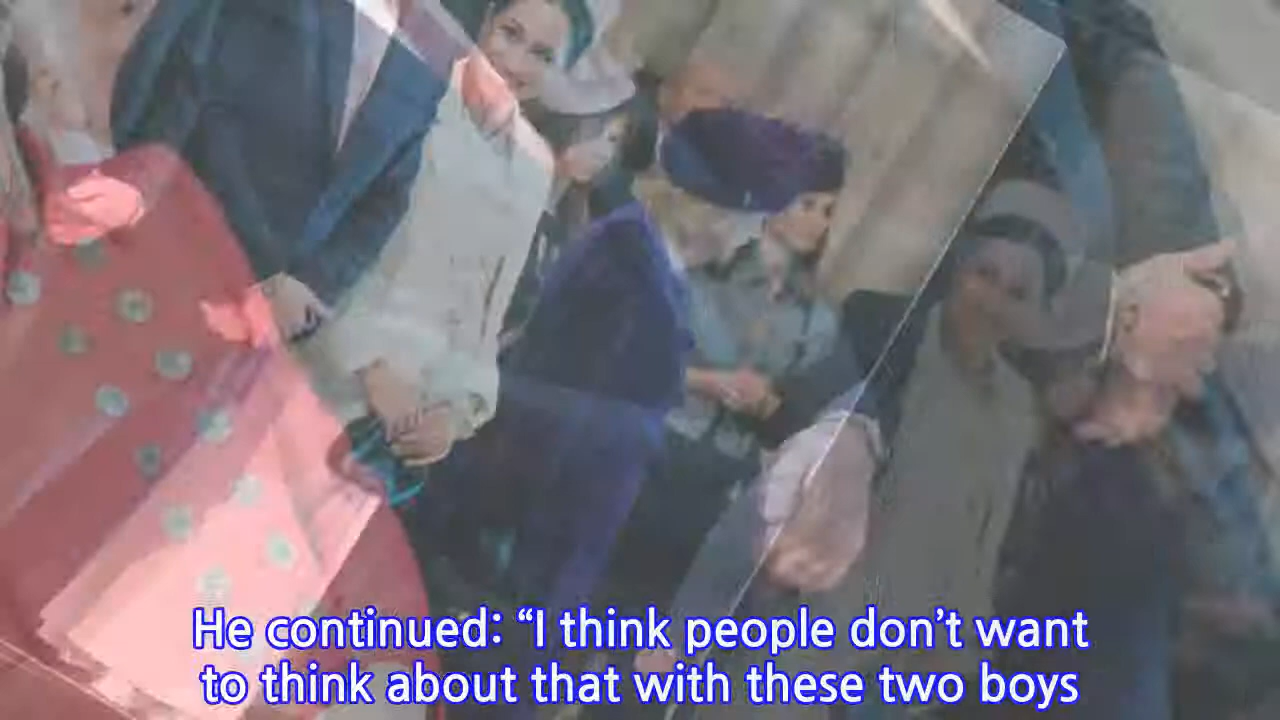 He continued: “I think people don’t want
to think about that with these two boys